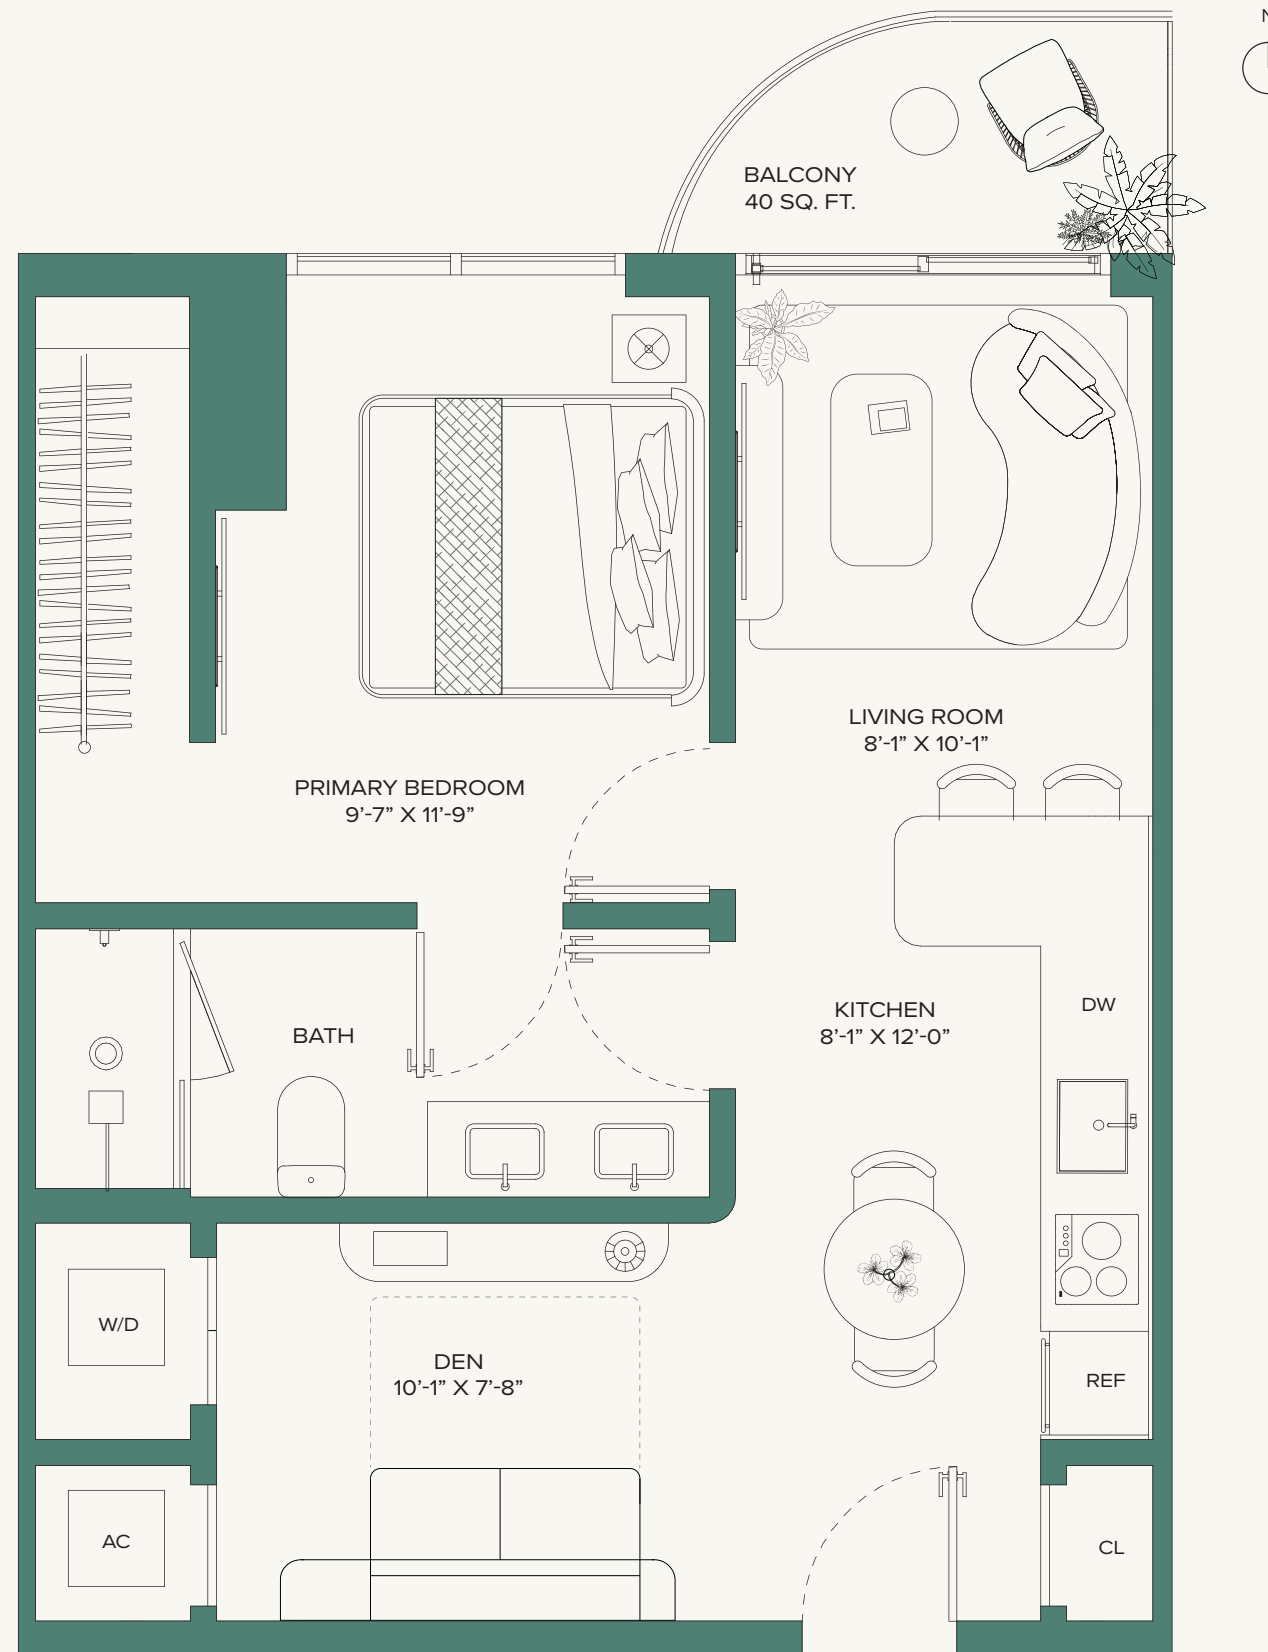 N
BALCONY
40 SQ. FT.
LIVING ROOM
8’-1” X 10’-1”
PRIMARY BEDROOM
9’-7” X 11’-9”
DW
KITCHEN
8’-1” X 12’-0”
BATH
W/D
DEN
10’-1” X 7’-8”
REF
AC
CL